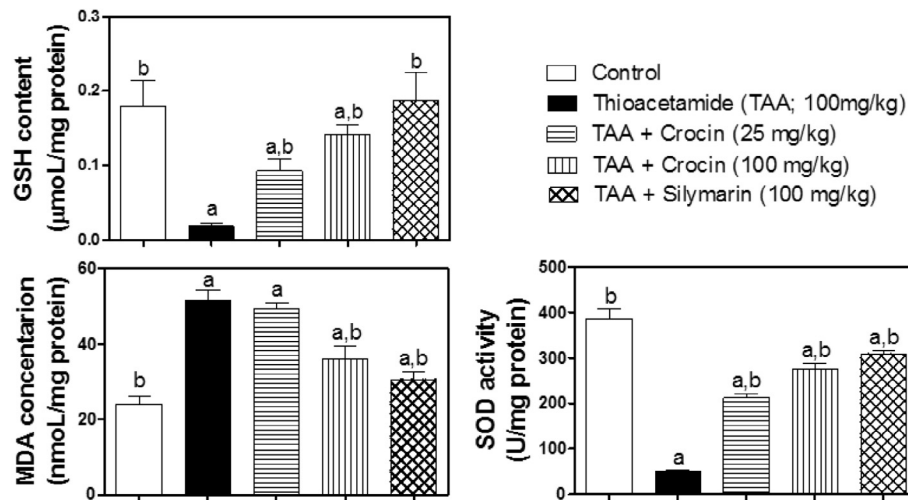 GSH content
(µmoL/mg protein)
0.3
0.2
0.1
0.0
b
a
a,b
a,b
b
Control
Thioacetamide (TAA; 100mg/kg)
TAA + Crocin (25 mg/kg)
TAA + Crocin (100 mg/kg)
TAA + Silymarin (100 mg/kg)
MDA concentarion
(nmoL/mg protein)
60
40
20
0
b
a
a
a,b
a,b
SOD activity
(U/mg protein)
500
400
300
200
100
0
b
a
a,b
a,b
a,b